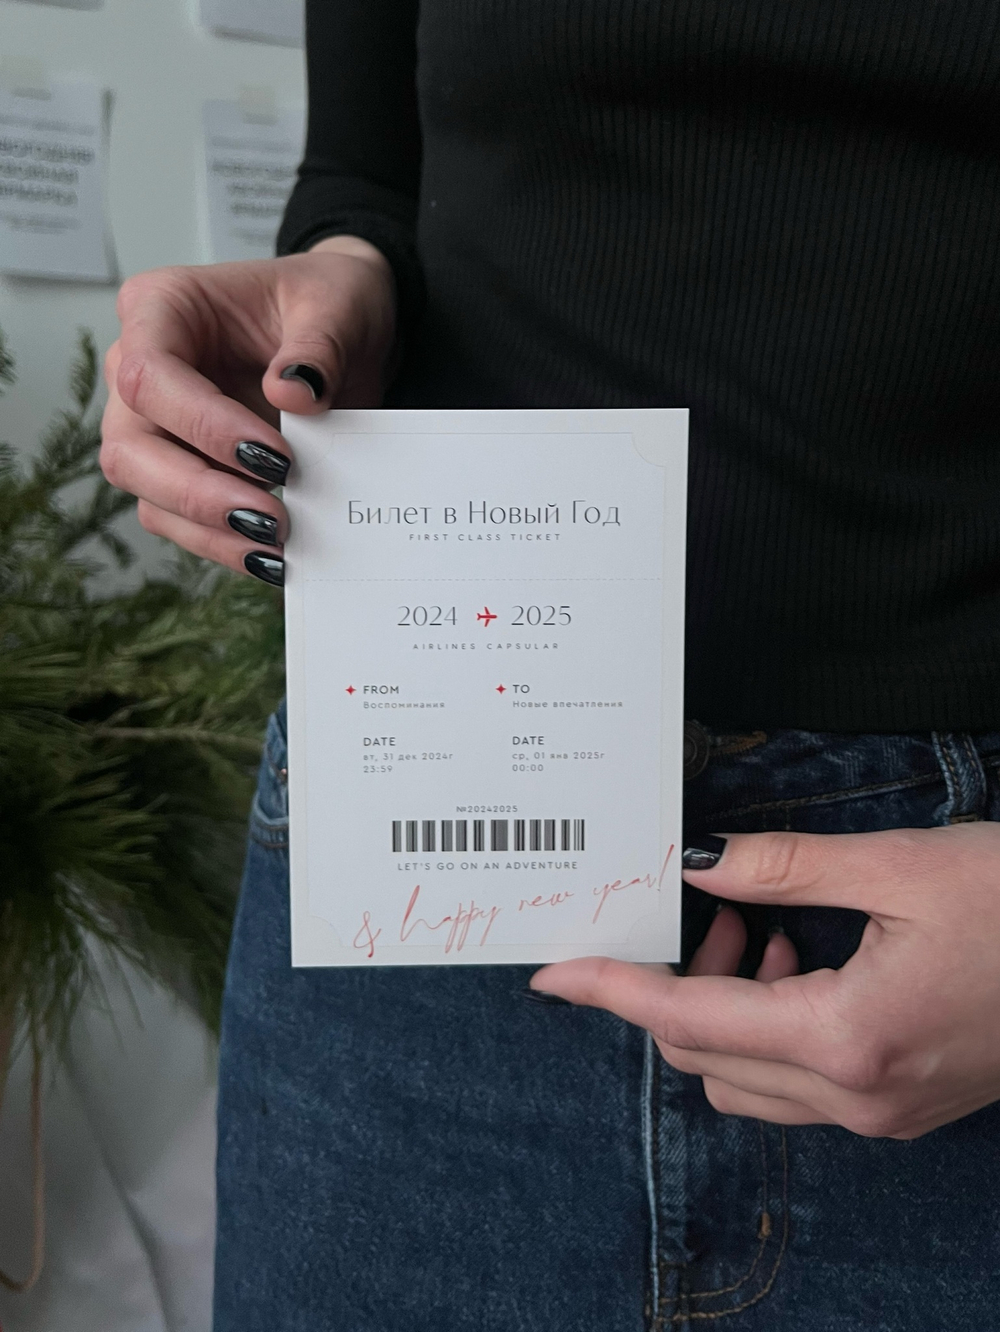 Билет в Новый Год
FIRST CLASS TICKET
2024 2025
AIRLINES CAPSULAR
FROM
Воспоминания
TO
Новые впечатления
DATE
вт, 31 дек 2024г
23:59
DATE
ср, 01 янв 2025г
00:00
№20242025
LET'S GO ON AN ADVENTURE
& happy new year!